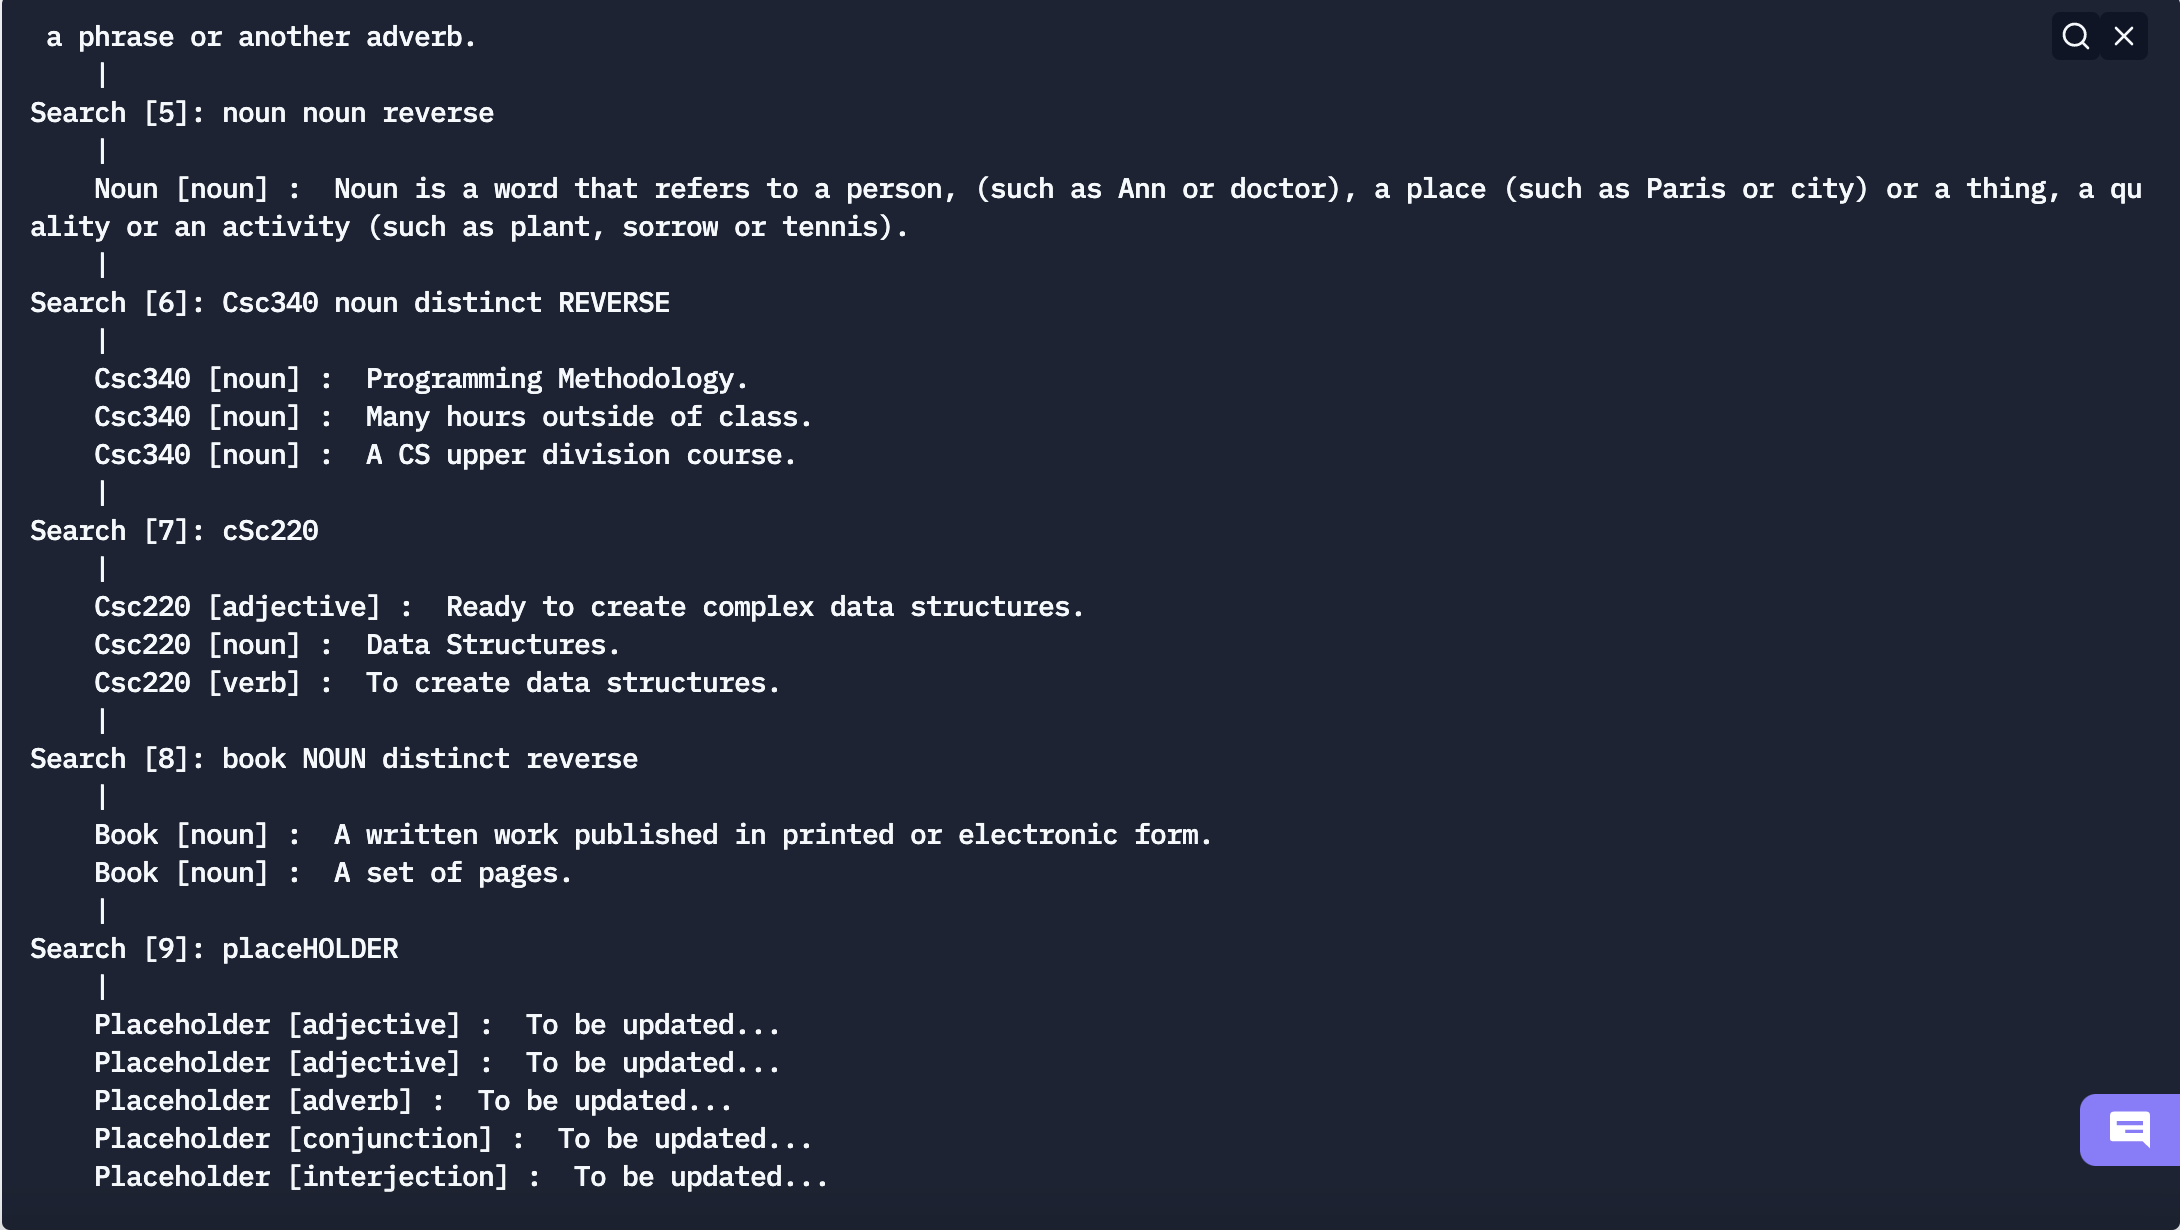 a phrase or another adverb.
|
Search [5]: noun noun reverse
|
Noun [noun] :  Noun is a word that refers to a person, (such as Ann or doctor), a place (such as Paris or city) or a thing, a qu
ality or an activity (such as plant, sorrow or tennis).
|
Search [6]: Csc340 noun distinct REVERSE
|
Csc340 [noun] :  Programming Methodology.
Csc340 [noun] :  Many hours outside of class.
Csc340 [noun] :  A CS upper division course.
|
Search [7]: cSc220
|
Csc220 [adjective] :  Ready to create complex data structures.
Csc220 [noun] :  Data Structures.
Csc220 [verb] :  To create data structures.
|
Search [8]: book NOUN distinct reverse
|
Book [noun] :  A written work published in printed or electronic form.
Book [noun] :  A set of pages.
|
Search [9]: placeHOLDER
|
Placeholder [adjective] :  To be updated...
Placeholder [adjective] :  To be updated...
Placeholder [adverb] :  To be updated...
Placeholder [conjunction] :  To be updated...
Placeholder [interjection] :  To be updated...